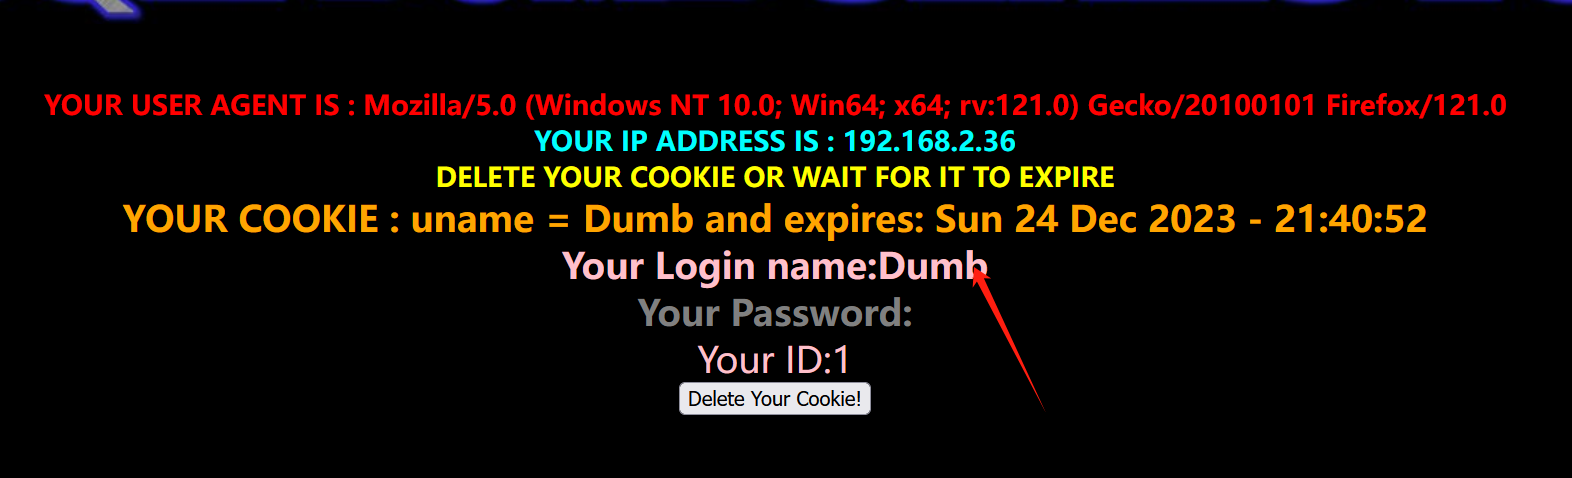 YOUR USER AGENT IS : Mozilla/5.0 (Windows NT 10.0; Win64; x64; rv:121.0) Gecko/20100101 Firefox/121.0
YOUR IP ADDRESS IS : 192.168.2.36
DELETE YOUR COOKIE OR WAIT FOR IT TO EXPIRE
YOUR COOKIE : uname = Dumb and expires: Sun 24 Dec 2023 - 21:40:52
Your Login name:Dumb
Your Password:
Your ID:1
Delete Your Cookie!